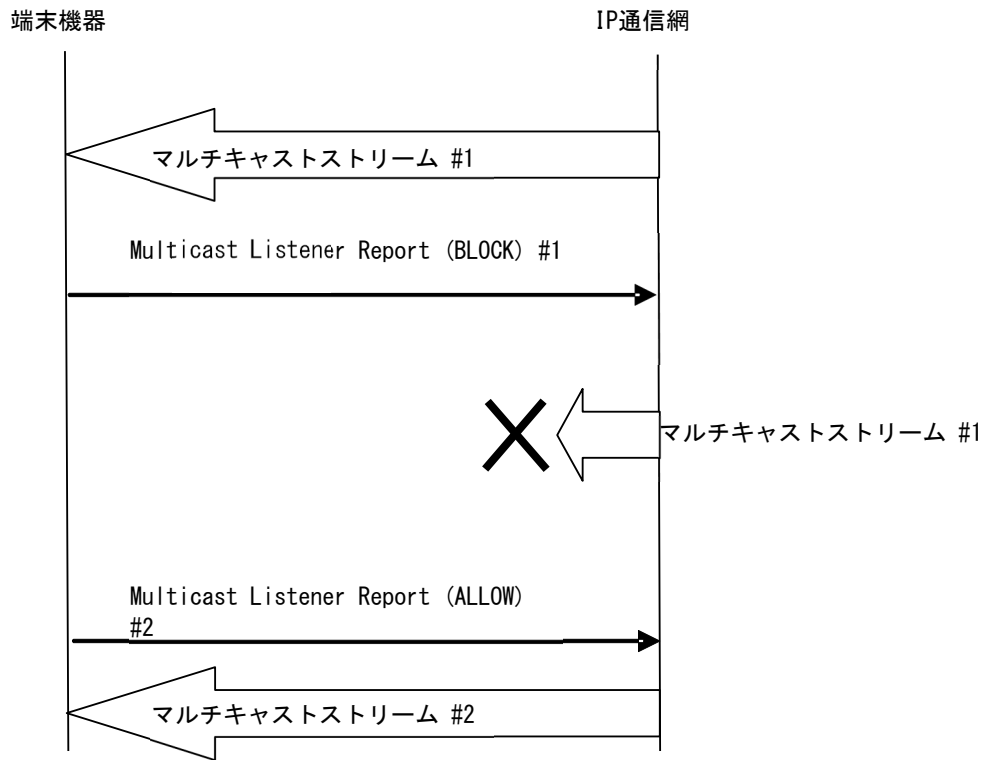 端末機器
IP通信網
マルチキャストストリーム #1
Multicast Listener Report (BLOCK) #1
マルチキャストストリーム #1
Multicast Listener Report (ALLOW)
#2
マルチキャストストリーム #2